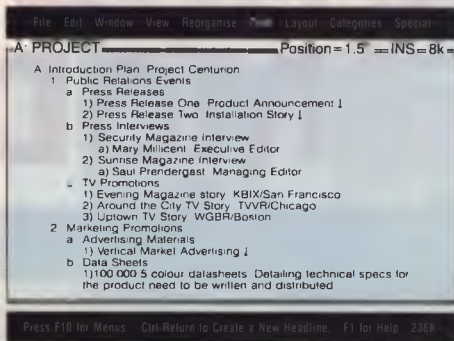 File Edit Window View Reorganise Layout Categories Special
A: PROJECT Position=1.5 INS=8k
A Introduction Plan Project Centurion
1 Public Relations Events
a Press Releases
1) Press Release One Product Announcement ↓
2) Press Release Two Installation Story ↓
b Press Interviews
1) Security Magazine Interview
a) Mary Millicent Executive Editor
2) Sunrise Magazine Interview
a) Saul Prendergast Managing Editor
TV Promotions
1) Evening Magazine story KBIX/San Francisco
2) Around the City TV Story TVVR/Chicago
3) Uptown TV Story WGBR/Boston
2 Marketing Promotions
a Advertising Materials
1) Vertical Market Advertising ↓
b Data Sheets
1)100 000 5 colour datasheets Detailing technical specs for
the product need to be written and distributed
Press F10 for Menus Ctrl-Return to Create a New Headline. F1 for Help 236K